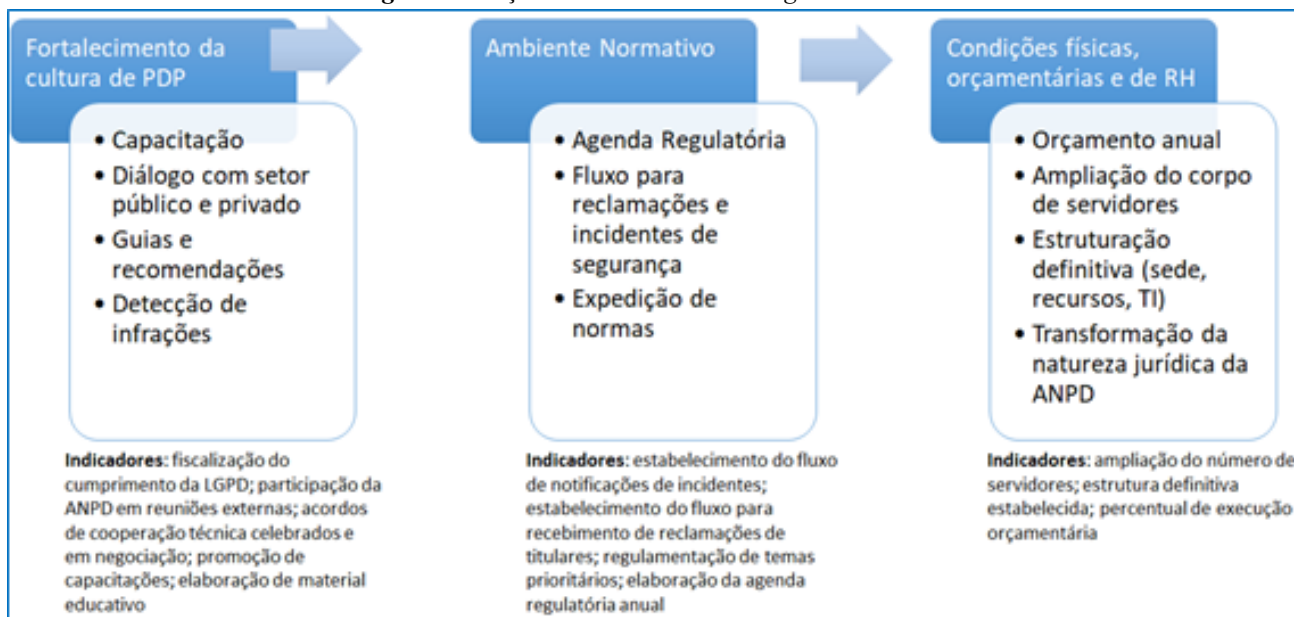 Fortalecimento da
cultura de PDP
• Capacitação
• Diálogo com setor
público e privado
• Guias e
recomendações
• Detecção de
infrações
Indicadores: fiscalização do
cumprimento da LGPD; participação da
ANPD em reuniões externas; acordos
de cooperação técnica celebrados e
em negociação; promoção de
capacitações; elaboração de material
educativo
Ambiente Normativo
• Agenda Regulatória
• Fluxo para
reclamações e
incidentes de
segurança
• Expedição de
normas
Indicadores: estabelecimento do fluxo
de notificações de incidentes;
estabelecimento do fluxo para
recebimento de reclamações de
titulares; regulamentação de temas
prioritários; elaboração da agenda
regulatória anual
Condições físicas,
orçamentárias e de RH
• Orçamento anual
• Ampliação do corpo
de servidores
• Estruturação
definitiva (sede,
recursos, TI)
• Transformação da
natureza jurídica da
ANPD
Indicadores: ampliação do número de
servidores; estrutura definitiva
estabelecida; percentual de execução
orçamentária